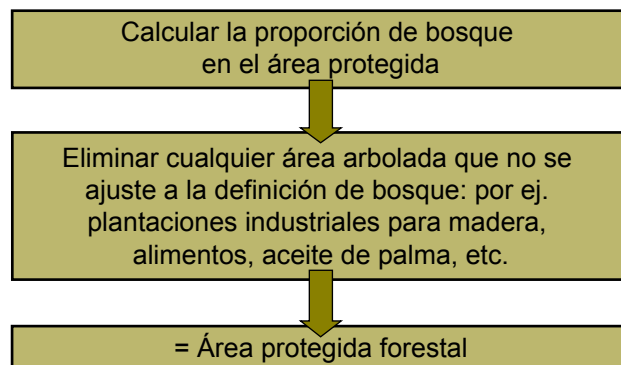 Calcular la proporción de bosque
en el área protegida
Eliminar cualquier área arbolada que no se
ajuste a la definición de bosque: por ej.
plantaciones industriales para madera,
alimentos, aceite de palma, etc.
= Área protegida forestal